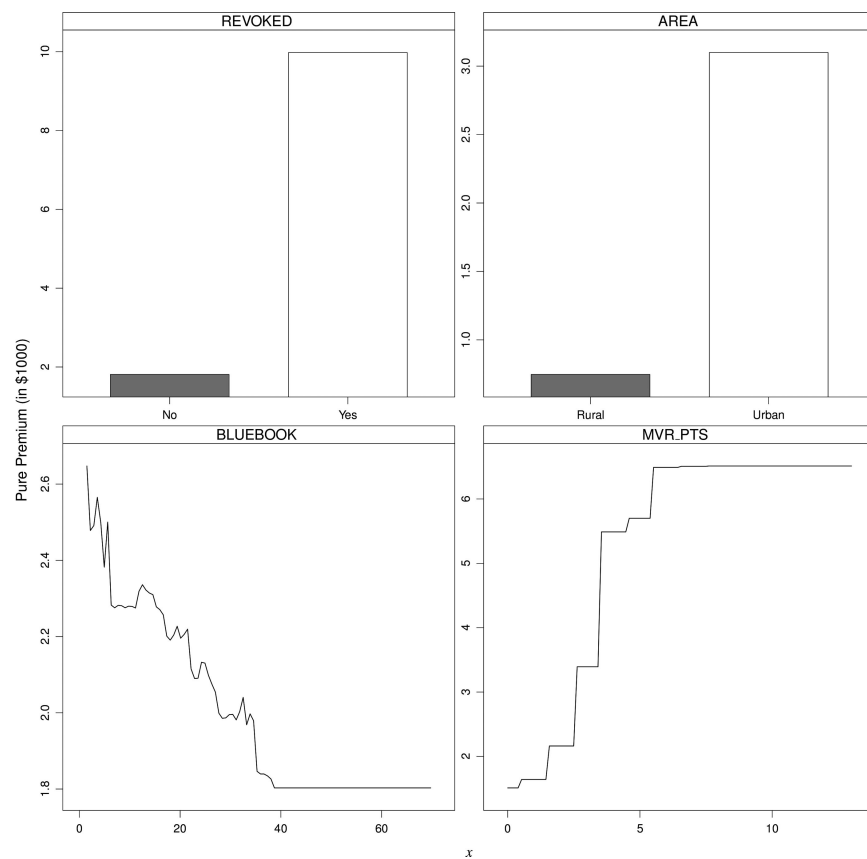 REVOKED
10
8
6
4
2
No Yes
AREA
3.0
2.5
2.0
1.5
1.0
Rural Urban
Pure Premium (in $1000)
BLUEBOOK
2.6
2.4
2.2
2.0
1.8
0 20 40 60
MVR_PTS
6
5
4
3
2
0 5 10
x